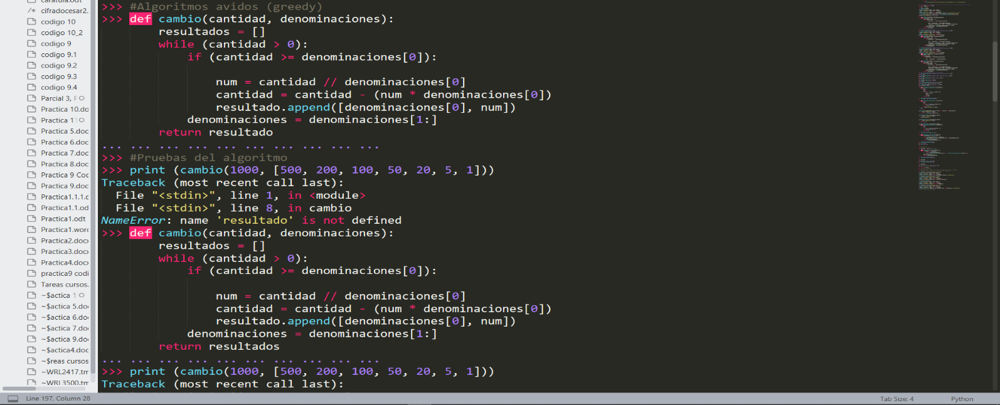 caratula.odt
cifradocesar2.
codigo 10
codigo 10_2
codigo 9
codigo 9.1
codigo 9.2
codigo 9.3
codigo 9.4
Parcial 3,
Practica 10.do
Practica 1
Practica 5.doc
Practica 6.doc
Practica 7.doc
Practica 8.doc
Practica 9 Coc
Practica 9.doc
Practica1.1.1.c
Practica1.1.od
Practica1.odt
Practica1.word
Practica2.docx
Practica3.docx
Practica4.docx
practica9 codi
Tareas cursos.
~$actica 1
~$actica 5.do
~$actica 6.do
~$actica 7.do
~$actica 9.do
~$actica4.doc
~$reas cursos
~WRL2417.tm
~WRL3500.tm
>>> #Algoritmos avidos (greedy)
>>> def cambio(cantidad, denominaciones):
        resultados = []
        while (cantidad > 0):
            if (cantidad >= denominaciones[0]):
                num = cantidad // denominaciones[0]
                cantidad = cantidad - (num * denominaciones[0])
                resultado.append([denominaciones[0], num])
            denominaciones = denominaciones[1:]
        return resultado
... ... ... ... ... ... ... ... ... ...
>>> #Pruebas del algoritmo
>>> print (cambio(1000, [500, 200, 100, 50, 20, 5, 1]))
Traceback (most recent call last):
  File "<stdin>", line 1, in <module>
  File "<stdin>", line 8, in cambio
NameError: name 'resultado' is not defined
>>> def cambio(cantidad, denominaciones):
        resultados = []
        while (cantidad > 0):
            if (cantidad >= denominaciones[0]):
                num = cantidad // denominaciones[0]
                cantidad = cantidad - (num * denominaciones[0])
                resultado.append([denominaciones[0], num])
            denominaciones = denominaciones[1:]
        return resultados
... ... ... ... ... ... ... ... ... ...
>>> print (cambio(1000, [500, 200, 100, 50, 20, 5, 1]))
Traceback (most recent call last):
Line 197, Column 28
Tab Size: 4
Python